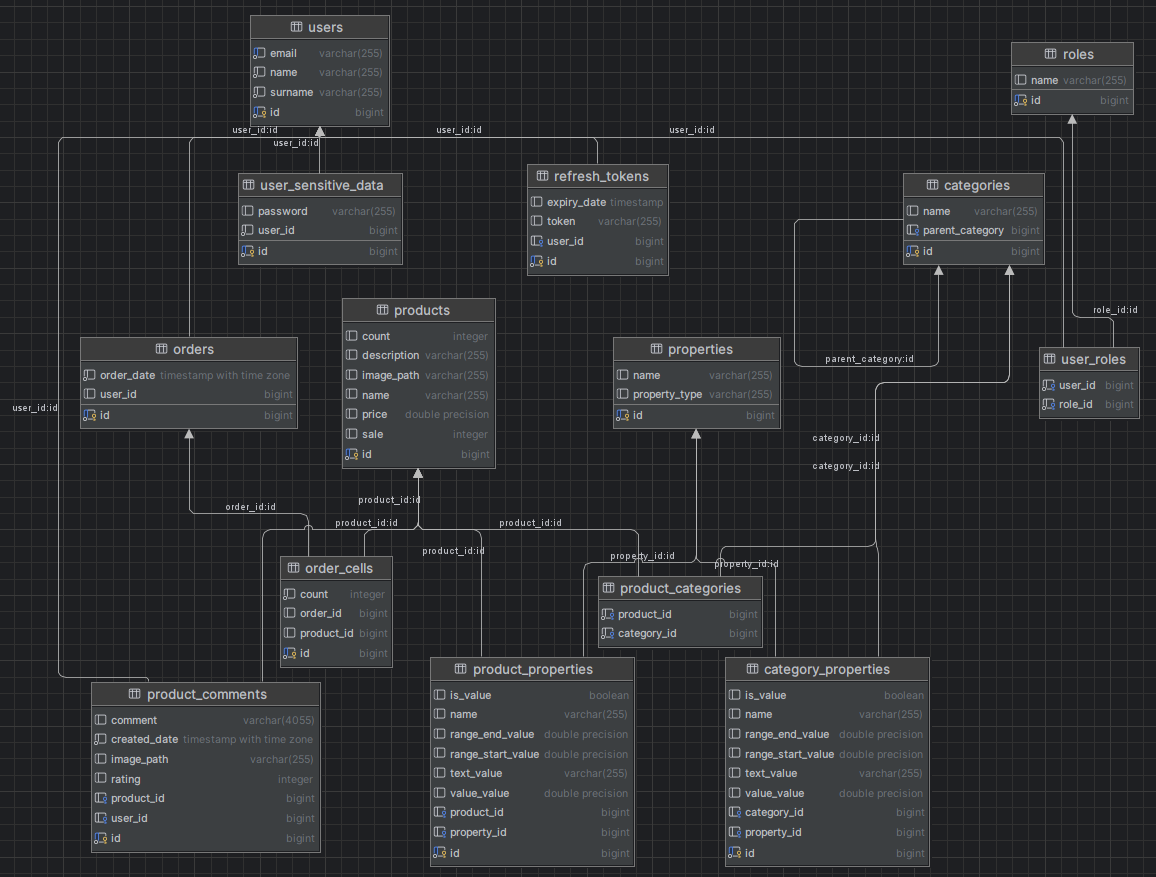 users
email varchar(255)
name varchar(255)
surname varchar(255)
id bigint
roles
name varchar(255)
id bigint
user_id:id
user_id:id
user_id:id
user_id:id
user_sensitive_data
password varchar(255)
user_id bigint
id bigint
refresh_tokens
expiry_date timestamp
token varchar(255)
user_id bigint
id bigint
categories
name varchar(255)
parent_category bigint
id bigint
role_id:id
parent_category:id
products
count integer
description varchar(255)
image_path varchar(255)
name varchar(255)
price double precision
sale integer
id bigint
orders
order_date timestamp with time zone
user_id bigint
id bigint
properties
name varchar(255)
property_type varchar(255)
id bigint
user_roles
user_id bigint
role_id bigint
user_id:id
category_id:id
category_id:id
product_id:id
order_id:id
product_id:id
product_id:id
product_id:id
property_id:id
property_id:id
order_cells
count integer
order_id bigint
product_id bigint
id bigint
product_categories
product_id bigint
category_id bigint
product_comments
comment varchar(4055)
created_date timestamp with time zone
image_path varchar(255)
rating integer
product_id bigint
user_id bigint
id bigint
product_properties
is_value boolean
name varchar(255)
range_end_value double precision
range_start_value double precision
text_value varchar(255)
value_value double precision
product_id bigint
property_id bigint
id bigint
category_properties
is_value boolean
name varchar(255)
range_end_value double precision
range_start_value double precision
text_value varchar(255)
value_value double precision
category_id bigint
property_id bigint
id bigint